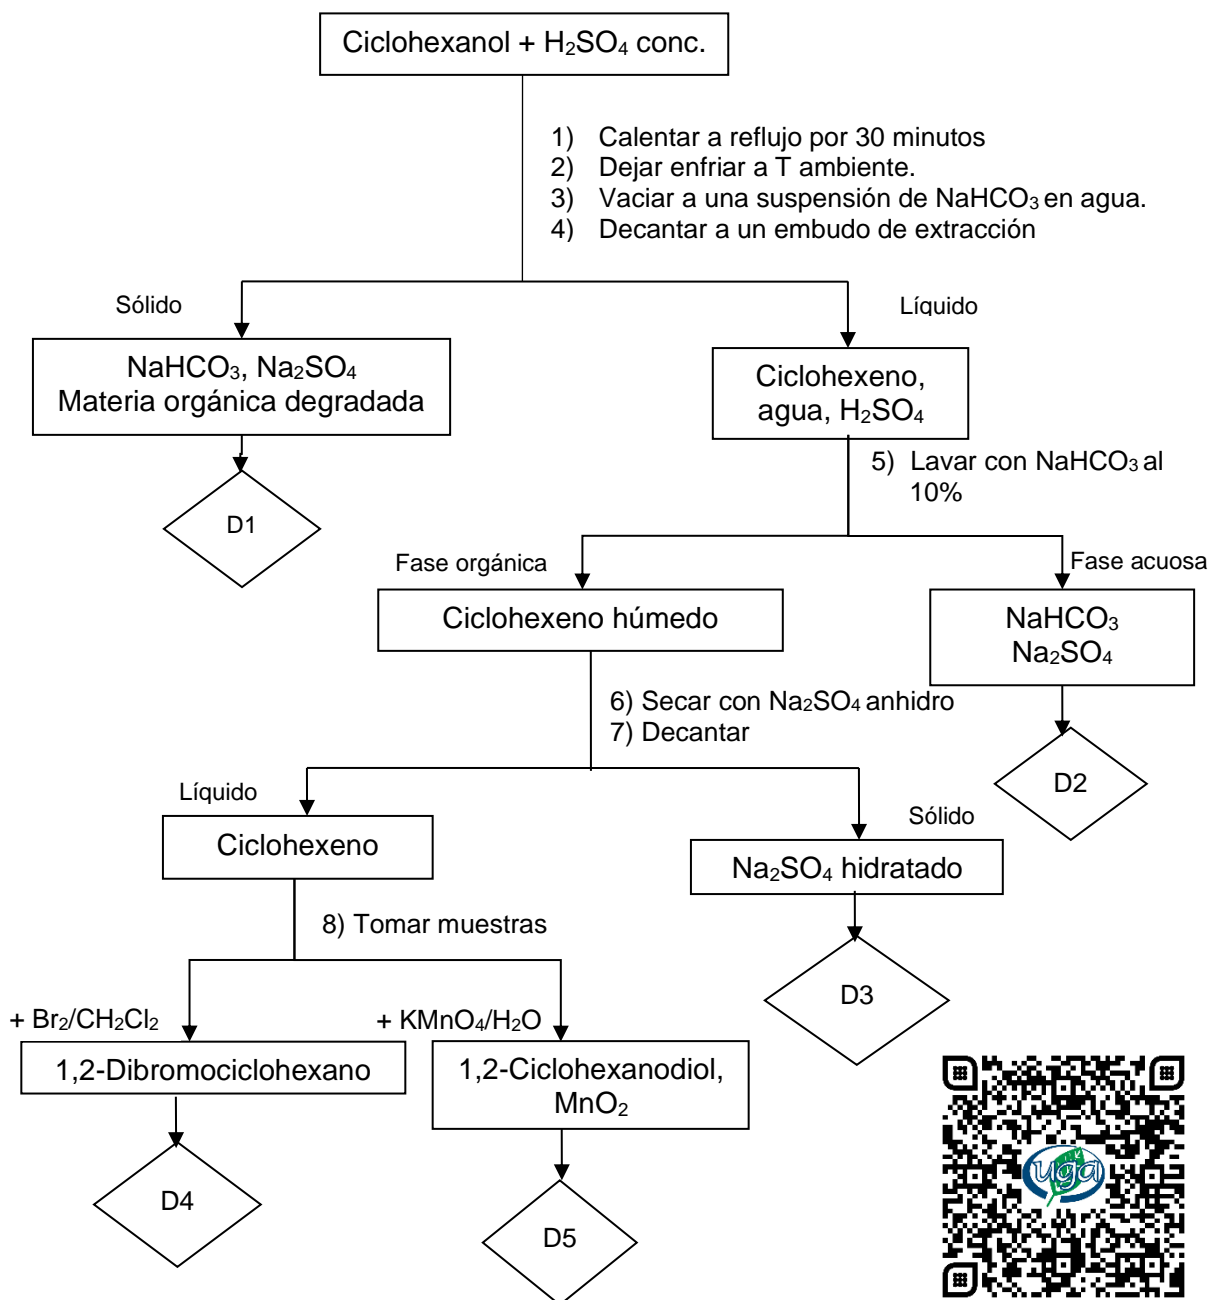 Ciclohexanol + H₂SO₄ conc.
1) Calentar a reflujo por 30 minutos
2) Dejar enfriar a T ambiente.
3) Vaciar a una suspensión de NaHCO₃ en agua.
4) Decantar a un embudo de extracción
Sólido
Líquido
NaHCO₃, Na₂SO₄
Materia orgánica degradada
Ciclohexeno,
agua, H₂SO₄
5) Lavar con NaHCO₃ al
10%
D1
Fase orgánica
Fase acuosa
Ciclohexeno húmedo
NaHCO₃
Na₂SO₄
6) Secar con Na₂SO₄ anhidro
7) Decantar
D2
Líquido
Sólido
Ciclohexeno
Na₂SO₄ hidratado
8) Tomar muestras
D3
+ Br₂/CH₂Cl₂
+ KMnO₄/H₂O
1,2-Dibromociclohexano
1,2-Ciclohexanodiol,
MnO₂
D4
D5
uga